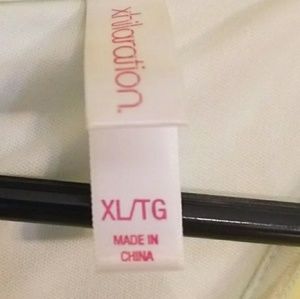 xhilaration.
XL/TG
MADE IN
CHINA